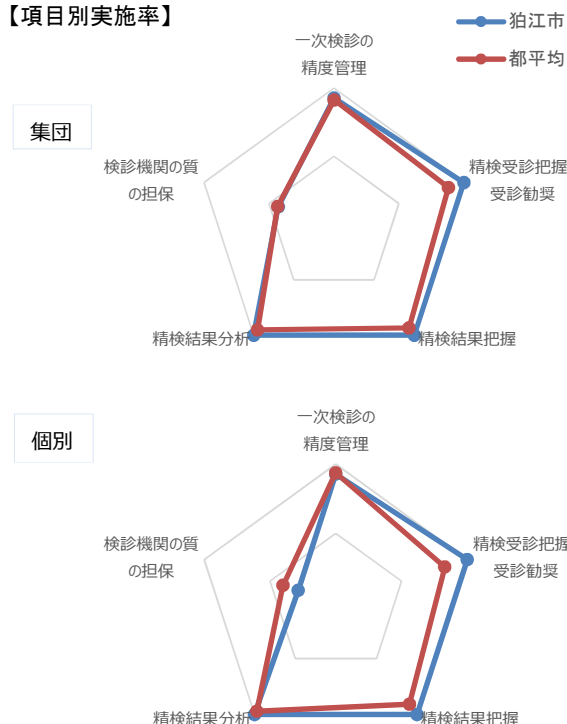 【項目別実施率】
狛江市
都平均
集団
一次検診の
精度管理
精検受診把握
受診勧奨
精検結果把握
精検結果分析
検診機関の質
の担保
個別
一次検診の
精度管理
精検受診把握
受診勧奨
精検結果把握
精検結果分析
検診機関の質
の担保